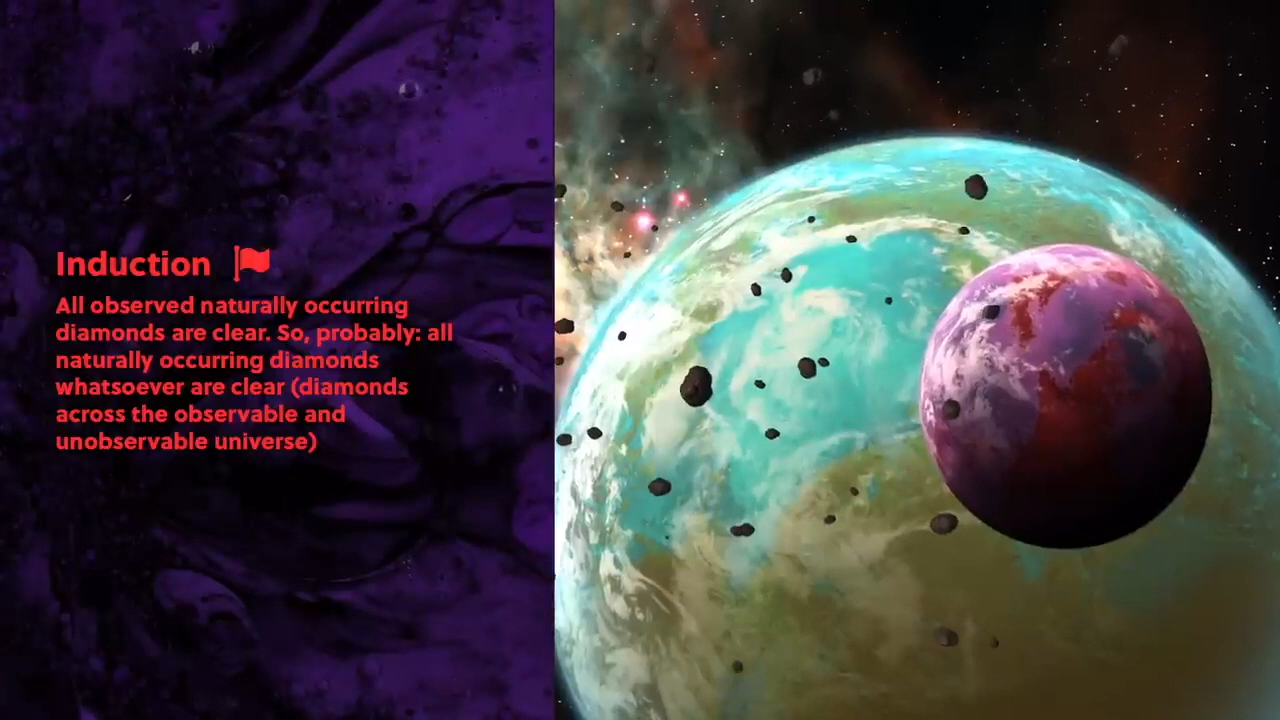 Induction
All observed naturally occurring
diamonds are clear. So, probably: all
naturally occurring diamonds
whatsoever are clear (diamonds
across the observable and
unobservable universe)